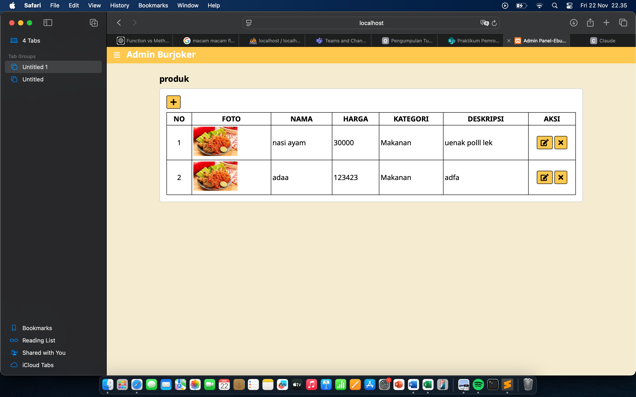 Safari File Edit View History Bookmarks Window Help Fri 22 Nov 22.35
4 Tabs
localhost
Tab Groups
Untitled 1
Untitled
Function vs Meth...
macam macam fl...
localhost / localh...
Teams and Chan...
Pengumpulan Tu...
Praktikum Pemro...
Admin Panel-Ebu...
Claude
Admin Burjoker
produk
+
NO FOTO NAMA HARGA KATEGORI DESKRIPSI AKSI
1 nasi ayam 30000 Makanan uenak polll lek
2 adaa 123423 Makanan adfa
Bookmarks
Reading List
Shared with You
iCloud Tabs